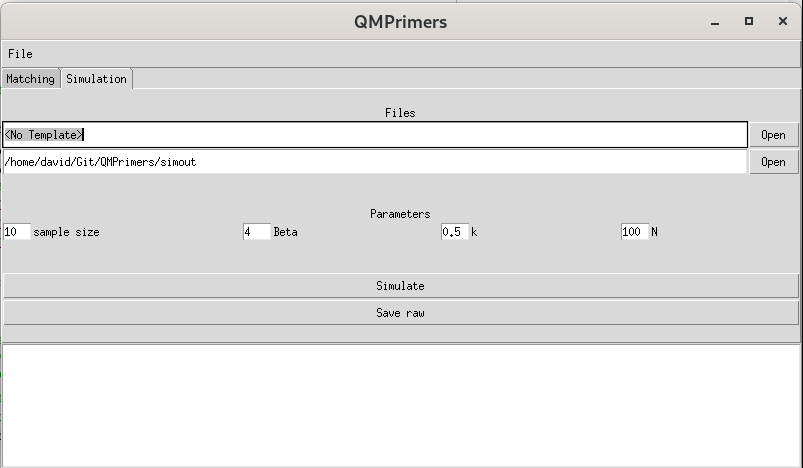 QMPrimers
File
Matching Simulation
Files
<No Template> Open
/home/david/Git/QMPrimers/simout Open
Parameters
10 sample size 4 Beta 0.5 k 100 N
Simulate
Save raw